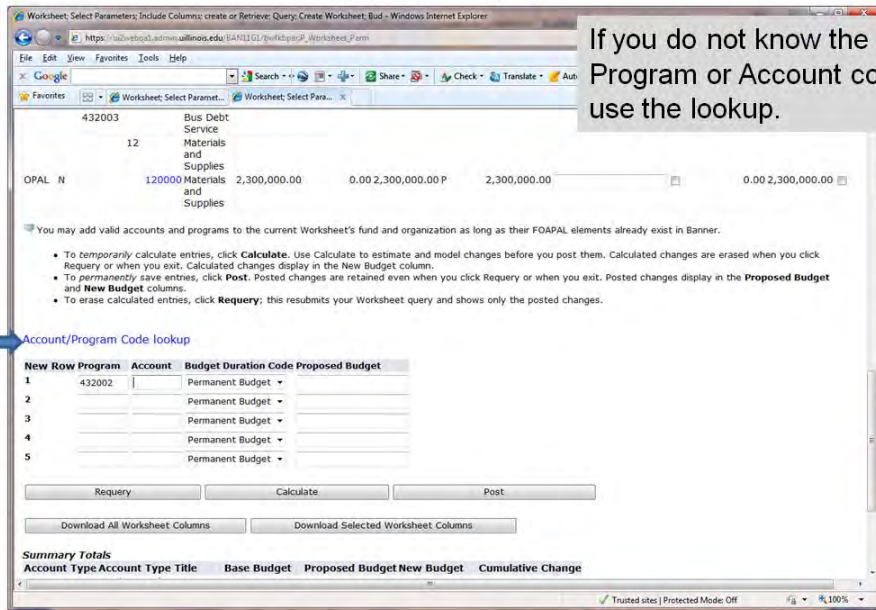 Worksheet; Select Parameters; Include Columns; create or Retrieve; Query; Create Worksheet, Bud - Windows Internet Explorer
If you do not know the
Program or Account co
use the lookup.
File Edit View Favorites Tools Help
Google Search Share Check Translate
Favorites Worksheet; Select Paramet... Worksheet; Select Para... x
432003 Bus Debt
Service
12 Materials
and
Supplies
OPAL N 120000 Materials 2,300,000.00 0.00 2,300,000.00 P 2,300,000.00 0.00 2,300,000.00
and
Supplies
You may add valid accounts and programs to the current Worksheet's fund and organization as long as their FOAPAL elements already exist in Banner.
• To temporarily calculate entries, click Calculate. Use Calculate to estimate and model changes before you post them. Calculated changes are erased when you click
Requery or when you exit. Calculated changes display in the New Budget column.
• To permanently save entries, click Post. Posted changes are retained even when you click Requery or when you exit. Posted changes display in the Proposed Budget
and New Budget columns.
• To erase calculated entries, click Requery; this resubmits your Worksheet query and shows only the posted changes.
Account/Program Code lookup
New Row Program Account Budget Duration Code Proposed Budget
1 432002 Permanent Budget
2 Permanent Budget
3 Permanent Budget
4 Permanent Budget
5 Permanent Budget
Requery Calculate Post
Download All Worksheet Columns Download Selected Worksheet Columns
Summary Totals
Account Type Account Type Title Base Budget Proposed Budget New Budget Cumulative Change
Trusted sites | Protected Mode: Off 100%